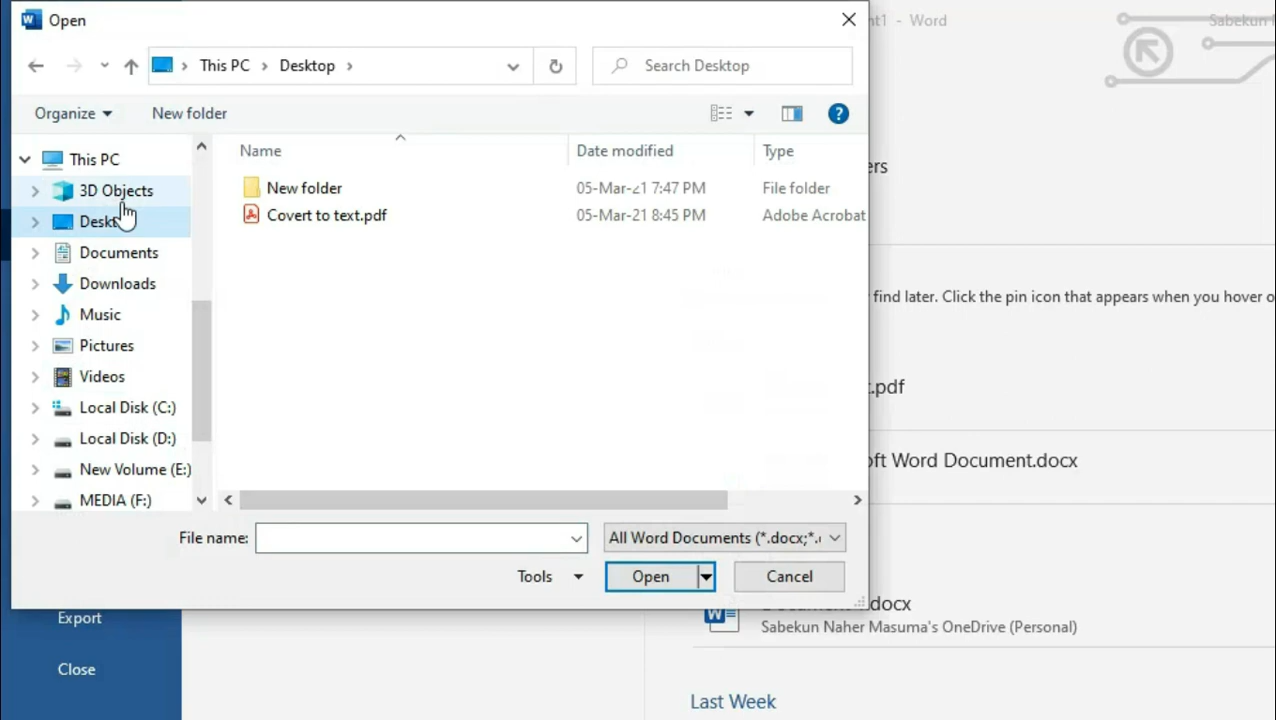 Open
nt1 - Word
Sabekun
This PC
Desktop
Search Desktop
Organize
New folder
Name
Date modified
Type
This PC
3D Objects
Documents
Downloads
Music
Pictures
Videos
Local Disk (C:)
Local Disk (D:)
New Volume (E:)
MEDIA (F:)
New folder
05-Mar-21 7:47 PM
File folder
Covert to text.pdf
05-Mar-21 8:45 PM
Adobe Acrobat
File name:
All Word Documents (*.docx;*.
Tools
Open
Cancel
ers
find later. Click the pin icon that appears when you hover o
.pdf
oft Word Document.docx
.docx
Sabekun Naher Masuma's OneDrive (Personal)
Last Week
Export
Close